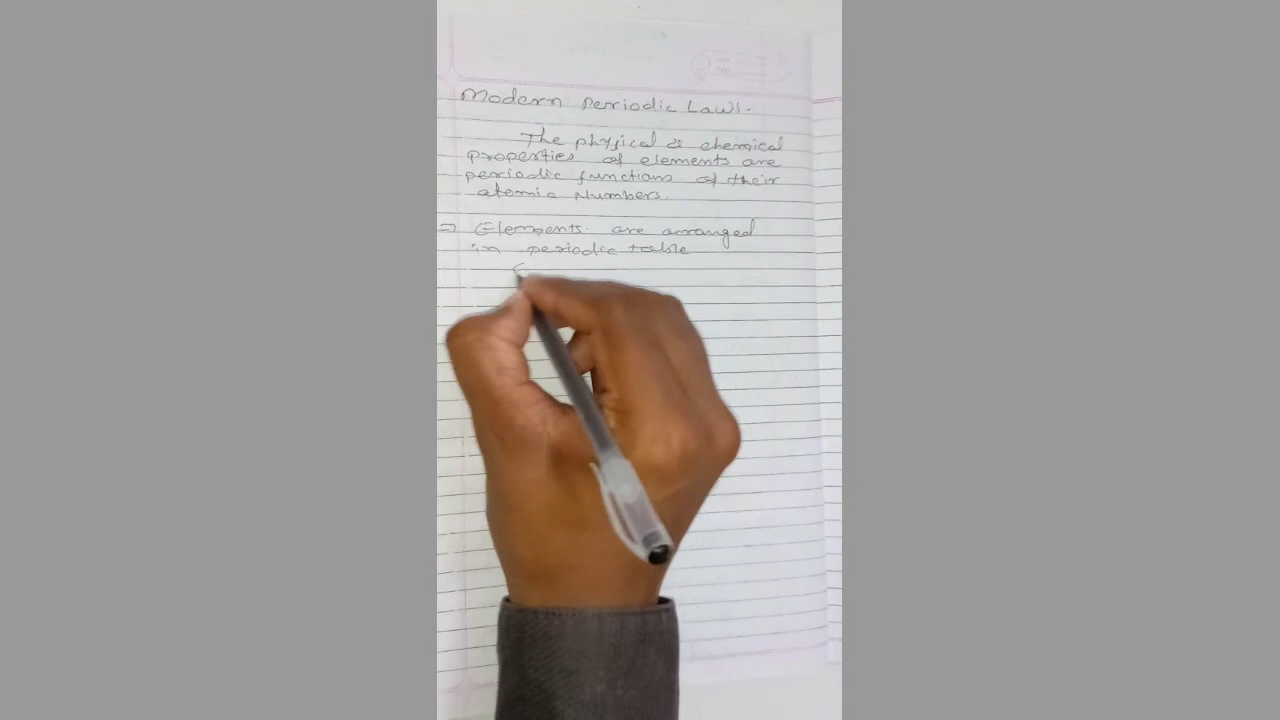 Modern Periodic Laws.
The physical & chemical
properties of elements are
periodic functions of their
atomic Numbers.
⇒ Elements. are arranged
in periodic table